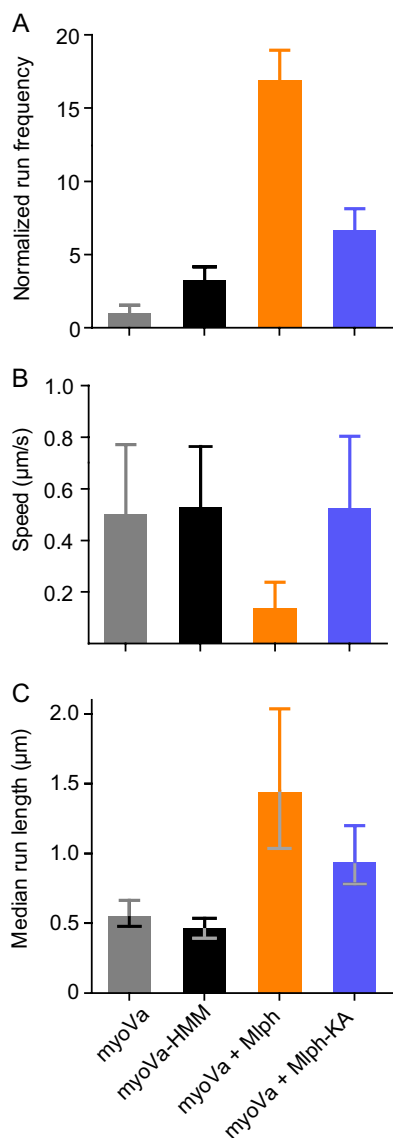 A
Normalized run frequency
20
15
10
5
0
B
Speed (µm/s)
1.0
0.8
0.6
0.4
0.2
C
Median run length (µm)
2.0
1.5
1.0
0.5
0
myoVa
myoVa-HMM
myoVa + Mlph
myoVa + Mlph-KA